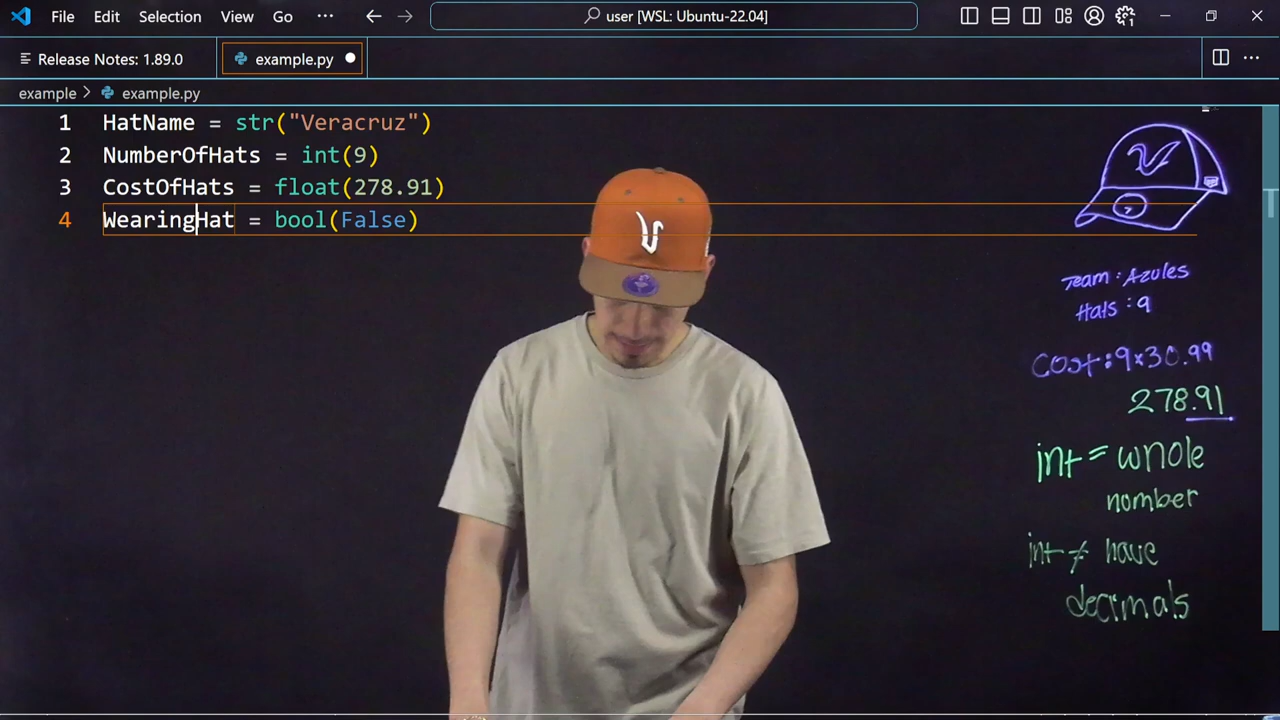 File Edit Selection View Go ··· user [WSL: Ubuntu-22.04]
Release Notes: 1.89.0 example.py
example > example.py
1 HatName = str("Veracruz")
2 NumberOfHats = int(9)
3 CostOfHats = float(278.91)
4 WearingHat = bool(False)
V
V
Team: Azules
Hats: 9
Cost: 9x30.99
278.91
int = whole
number
int ≠ have
decimals